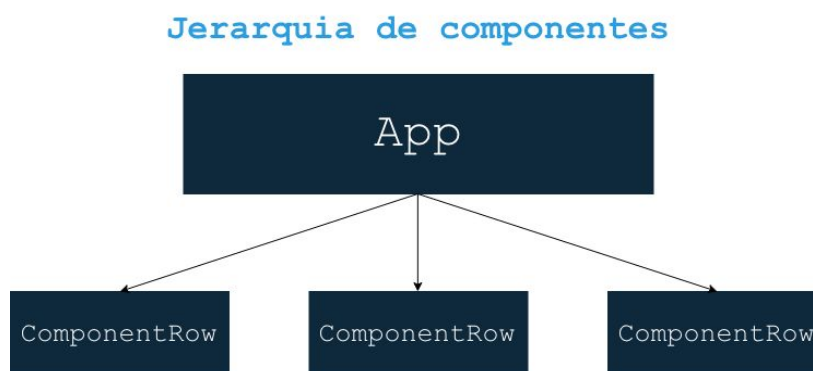 Jerarquia de componentes
App
ComponentRow
ComponentRow
ComponentRow